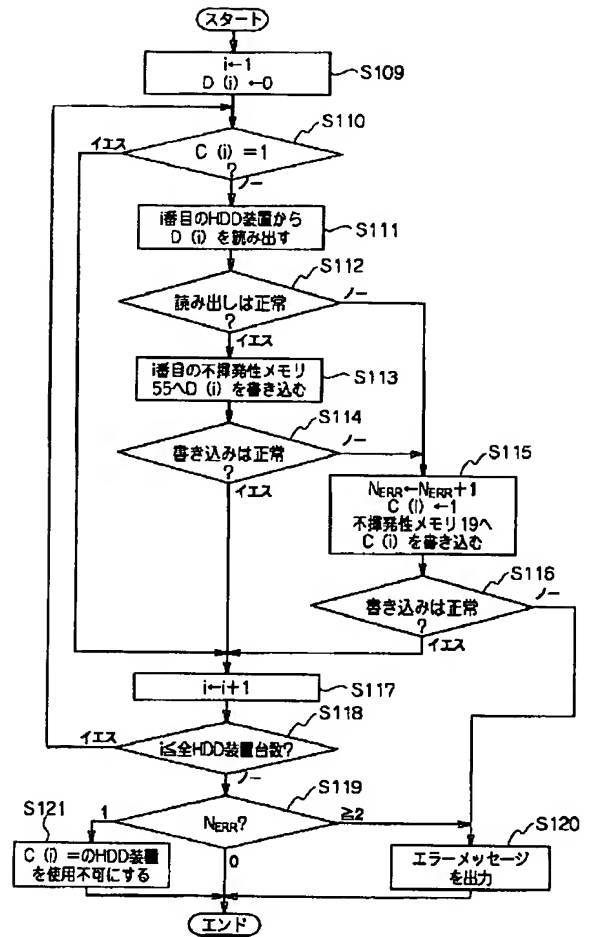 スタート
i←1
D (i) ←0
S109
S110
イエス
C (i) =1
?
ノー
i番目のHDD装置から
D (i) を読み出す
S111
S112
読み出しは正常
?
ノー
イエス
i番目の不揮発性メモリ
55へD (i) を書き込む
S113
S114
書き込みは正常
?
ノー
イエス
S115
NERR←NERR+1
C (i) ←1
不揮発性メモリ19へ
C (i) を書き込む
S116
書き込みは正常
?
ノー
イエス
i←i+1
S117
S118
i≦全HDD装置台数?
イエス
ノー
S119
NERR?
1
≧2
0
S121
C (i) =のHDD装置
を使用不可にする
S120
エラーメッセージ
を出力
エンド